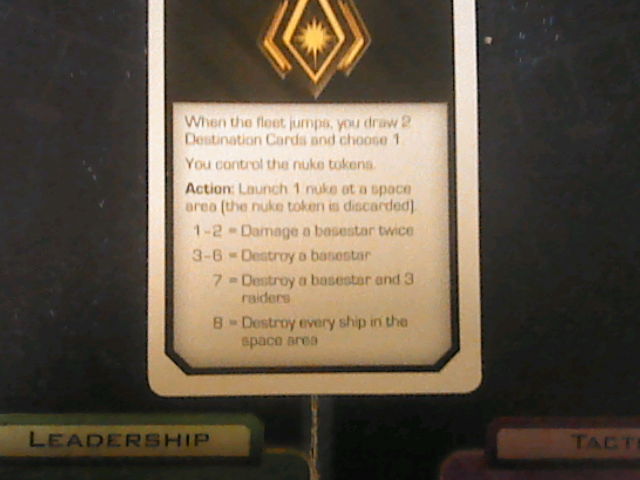 When the fleet jumps, you draw 2
Destination Cards and choose 1.
You control the nuke tokens.
Action: Launch 1 nuke at a space
area (the nuke token is discarded).
1-2 = Damage a basestar twice
3-6 = Destroy a basestar
7 = Destroy a basestar and 3
raiders
8 = Destroy every ship in the
space area
LEADERSHIP